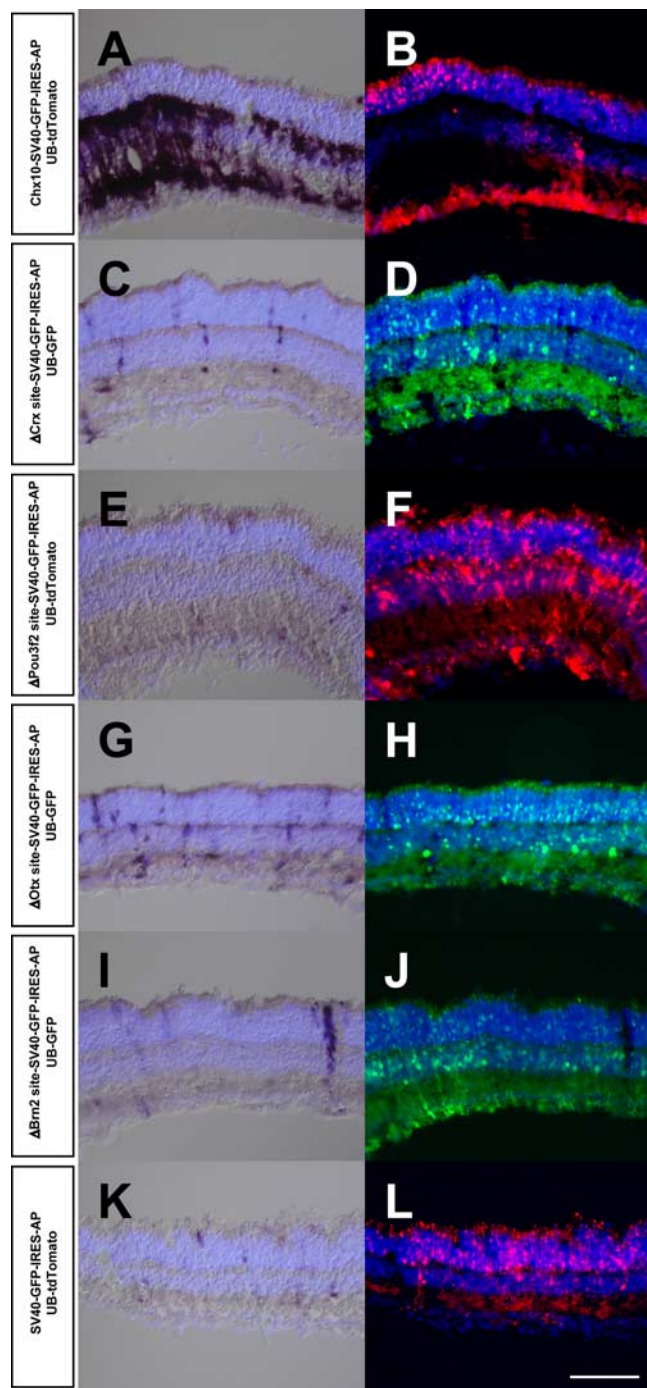 Chx10-SV40-GFP-IRES-AP
UB-tdTomato
A
B
ΔCrx site-SV40-GFP-IRES-AP
UB-GFP
C
D
ΔPou3f2 site-SV40-GFP-IRES-AP
UB-tdTomato
E
F
ΔOtx site-SV40-GFP-IRES-AP
UB-GFP
G
H
ΔBrn2 site-SV40-GFP-IRES-AP
UB-GFP
I
J
SV40-GFP-IRES-AP
UB-tdTomato
K
L